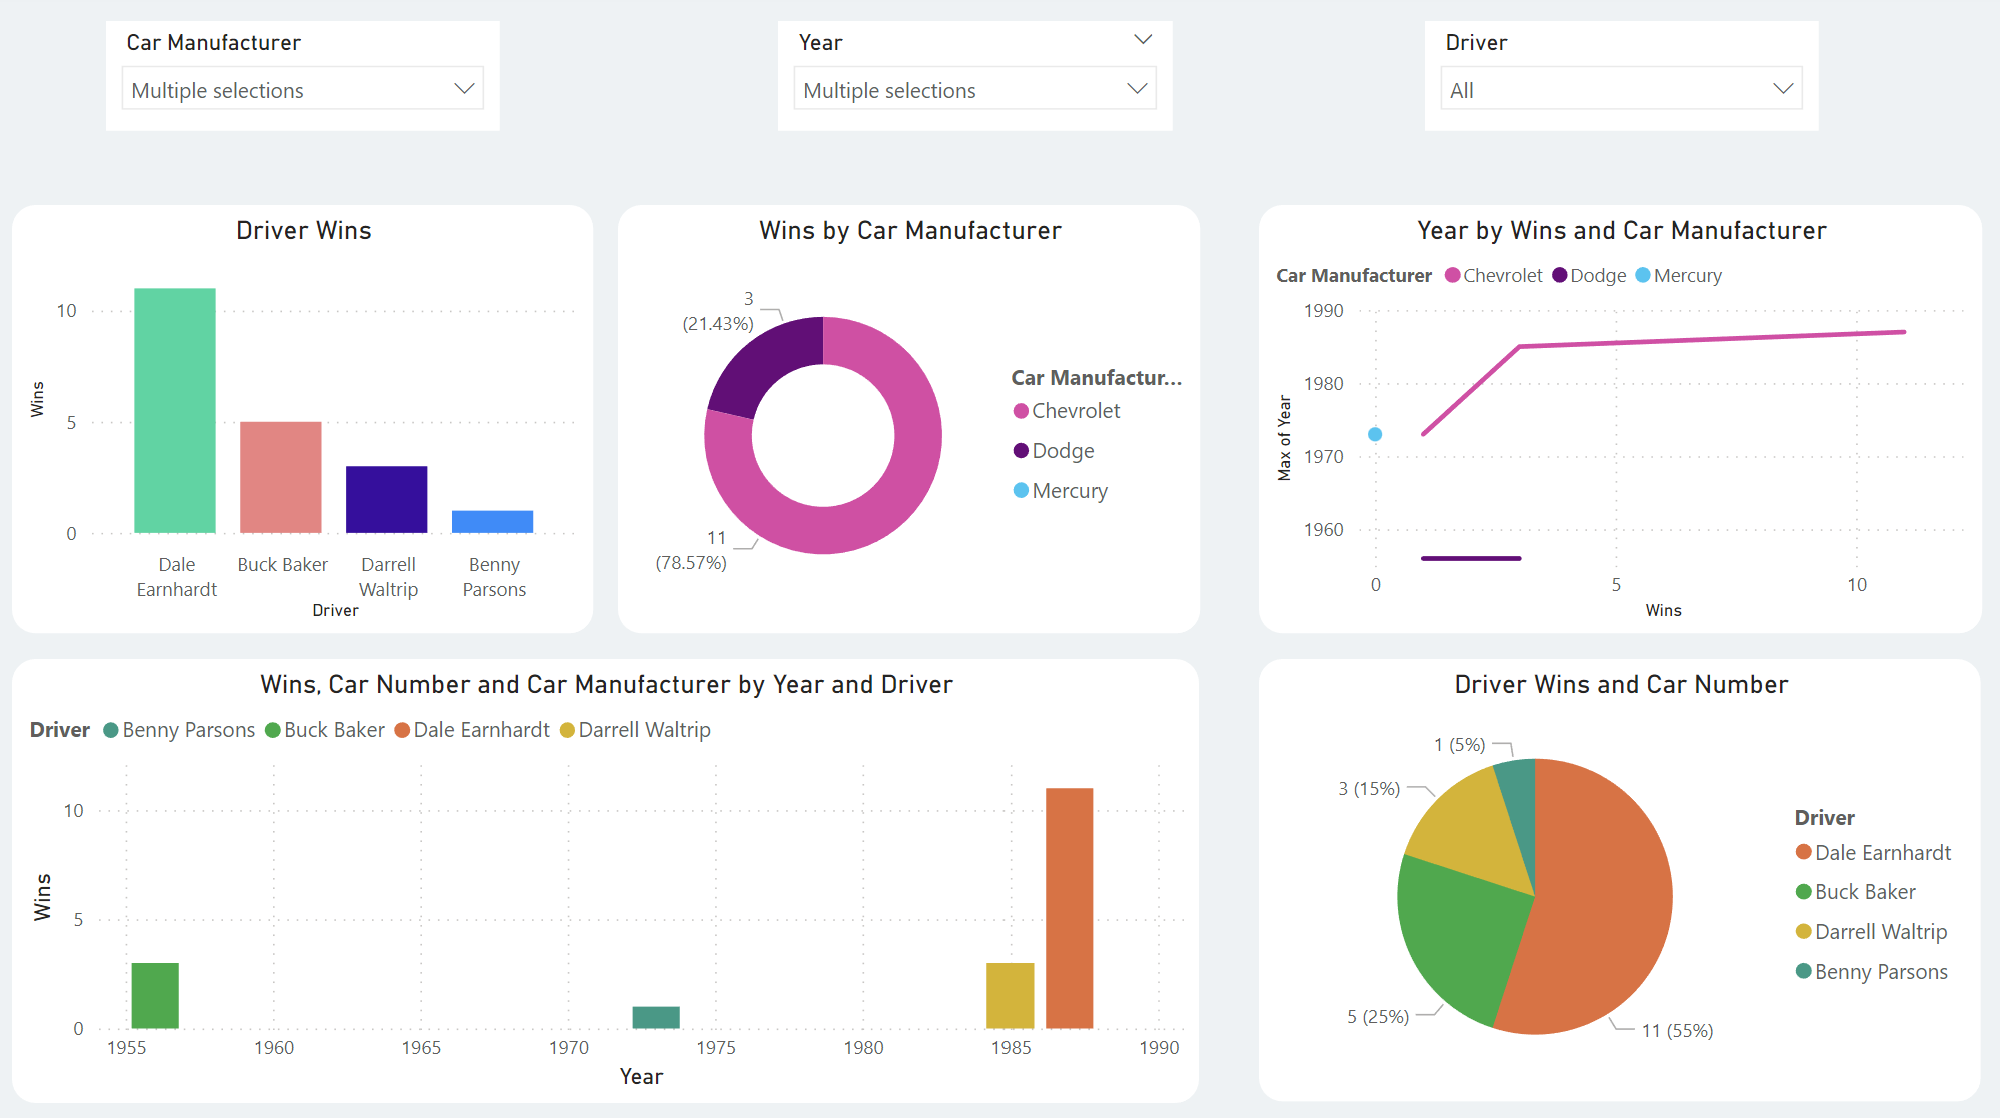 Car Manufacturer
Multiple selections
Year
Multiple selections
Driver
All
Driver Wins
10
5
0
Wins
Dale Earnhardt
Buck Baker
Darrell Waltrip
Benny Parsons
Driver
Wins by Car Manufacturer
3
(21.43%)
11
(78.57%)
Car Manufactur...
Chevrolet
Dodge
Mercury
Year by Wins and Car Manufacturer
Car Manufacturer Chevrolet Dodge Mercury
1990
1980
1970
1960
Max of Year
0 5 10
Wins
Wins, Car Number and Car Manufacturer by Year and Driver
Driver Benny Parsons Buck Baker Dale Earnhardt Darrell Waltrip
10
5
0
Wins
1955 1960 1965 1970 1975 1980 1985 1990
Year
Driver Wins and Car Number
1 (5%)
3 (15%)
5 (25%)
11 (55%)
Driver
Dale Earnhardt
Buck Baker
Darrell Waltrip
Benny Parsons